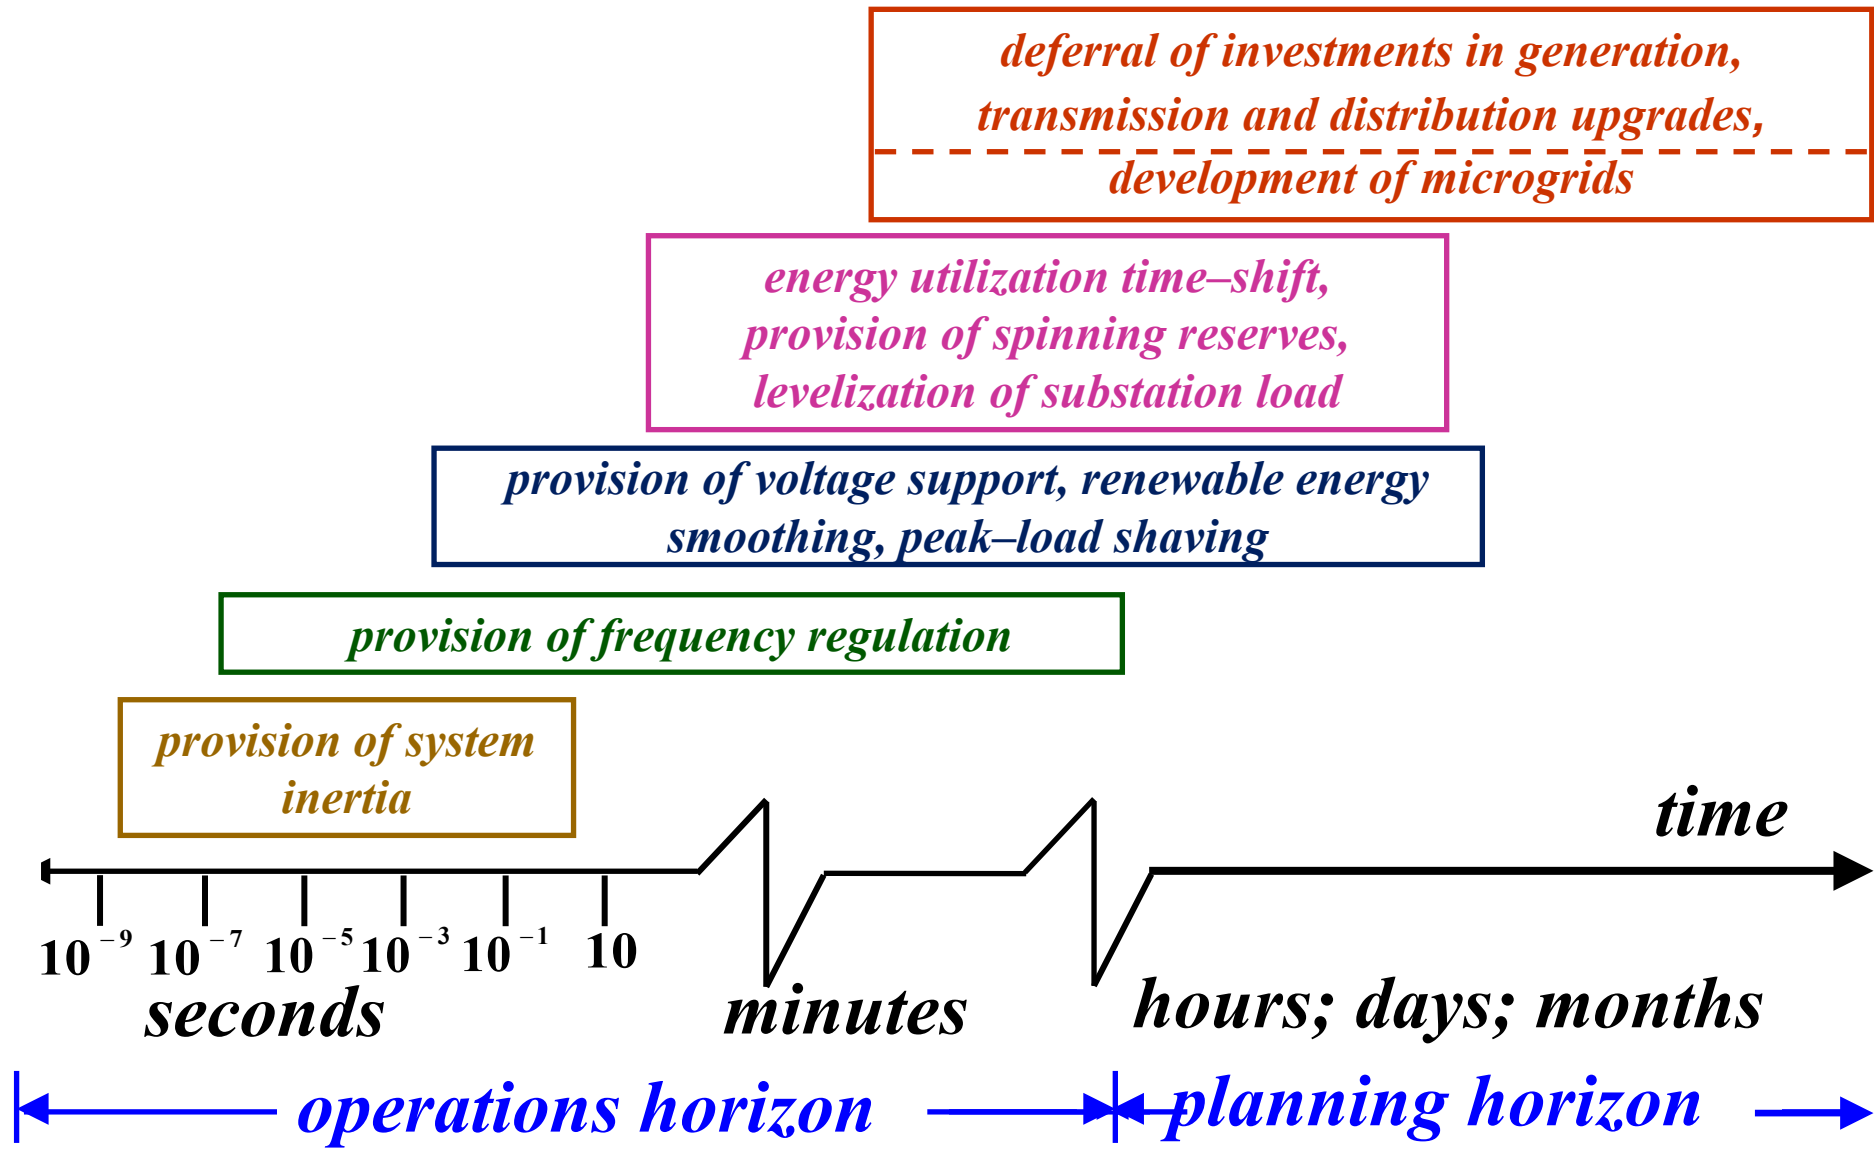 deferral of investments in generation,
transmission and distribution upgrades,
development of microgrids
energy utilization time–shift,
provision of spinning reserves,
levelization of substation load
provision of voltage support, renewable energy
smoothing, peak–load shaving
provision of frequency regulation
provision of system
inertia
time
10⁻⁹ 10⁻⁷ 10⁻⁵ 10⁻³ 10⁻¹ 10
seconds minutes hours; days; months
operations horizon planning horizon